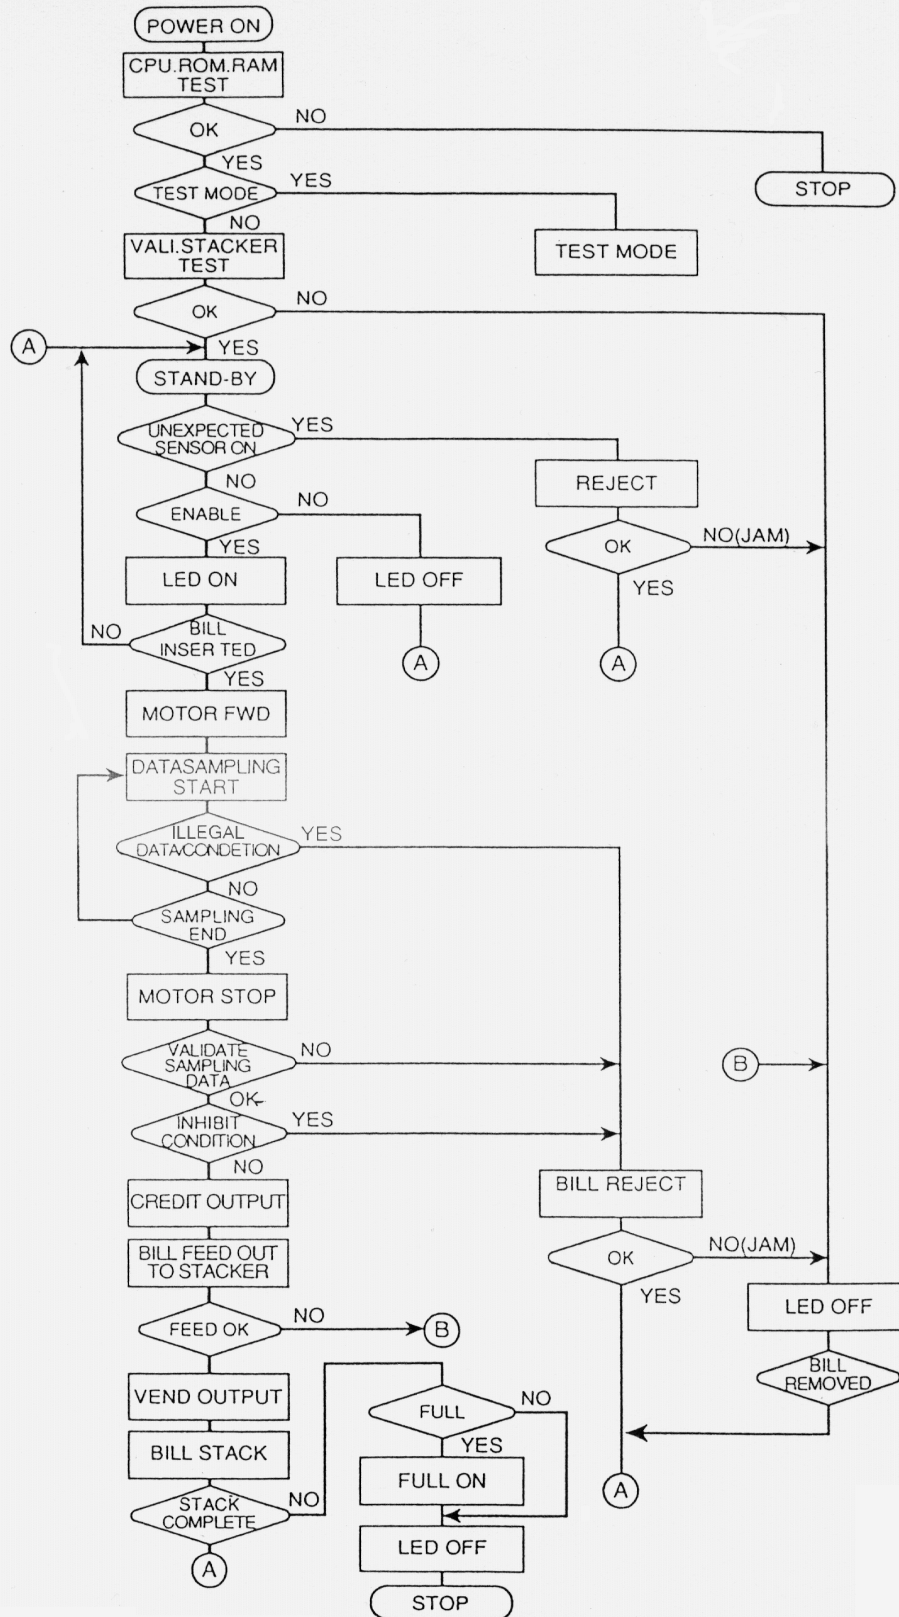 POWER ON
CPU.ROM.RAM
TEST
OK
NO
YES
STOP
TEST MODE
YES
NO
TEST MODE
VALI.STACKER
TEST
OK
NO
A
YES
STAND-BY
UNEXPECTED
SENSOR ON
YES
NO
REJECT
ENABLE
NO
YES
OK
NO(JAM)
YES
LED ON
LED OFF
BILL
INSERTED
NO
YES
A
A
MOTOR FWD
DATASAMPLING
START
ILLEGAL
DATA/CONDETION
YES
NO
SAMPLING
END
YES
MOTOR STOP
VALIDATE
SAMPLING
DATA
NO
B
OK
INHIBIT
CONDITION
YES
NO
BILL REJECT
CREDIT OUTPUT
BILL FEED OUT
TO STACKER
OK
NO(JAM)
YES
LED OFF
FEED OK
NO
B
BILL
REMOVED
VEND OUTPUT
FULL
NO
YES
BILL STACK
FULL ON
A
STACK
COMPLETE
NO
LED OFF
A
STOP